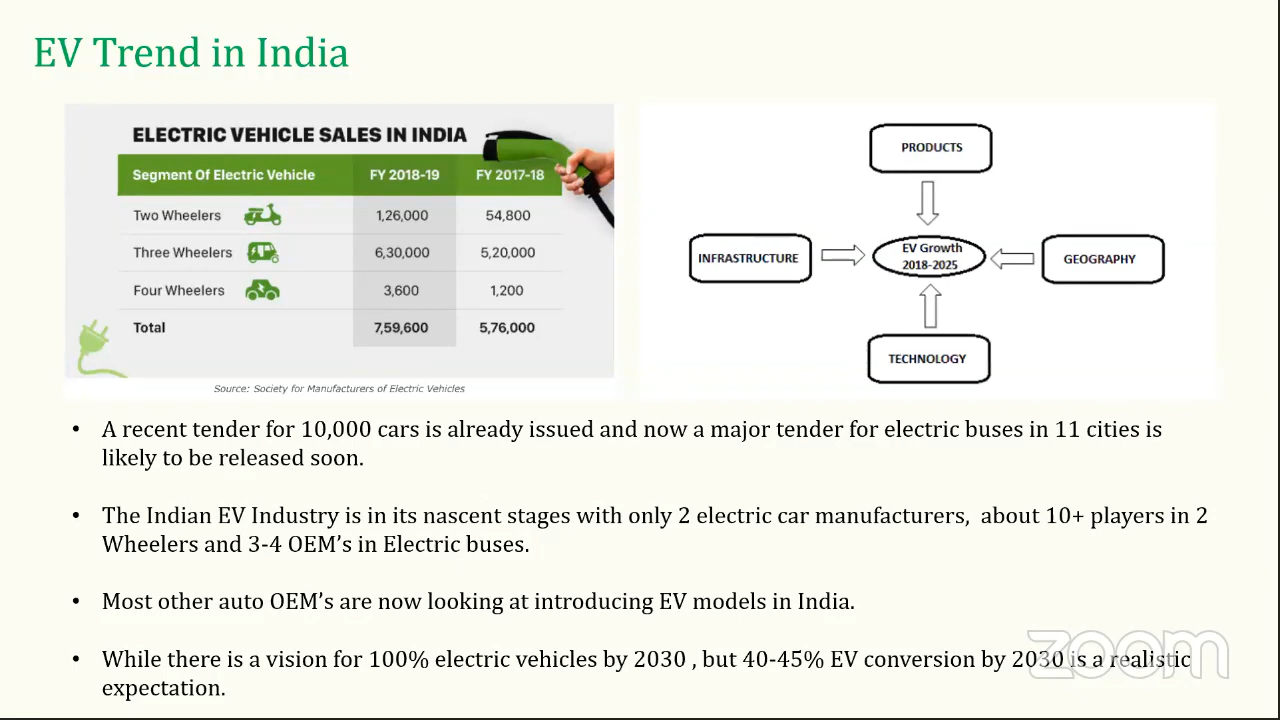 EV Trend in India
ELECTRIC VEHICLE SALES IN INDIA
Segment Of Electric Vehicle FY 2018-19 FY 2017-18
Two Wheelers 1,26,000 54,800
Three Wheelers 6,30,000 5,20,000
Four Wheelers 3,600 1,200
Total 7,59,600 5,76,000
Source: Society for Manufacturers of Electric Vehicles
PRODUCTS
INFRASTRUCTURE
EV Growth
2018-2025
GEOGRAPHY
TECHNOLOGY
• A recent tender for 10,000 cars is already issued and now a major tender for electric buses in 11 cities is
likely to be released soon.
• The Indian EV Industry is in its nascent stages with only 2 electric car manufacturers, about 10+ players in 2
Wheelers and 3-4 OEM’s in Electric buses.
• Most other auto OEM’s are now looking at introducing EV models in India.
• While there is a vision for 100% electric vehicles by 2030 , but 40-45% EV conversion by 2030 is a realistic
expectation.
zoom